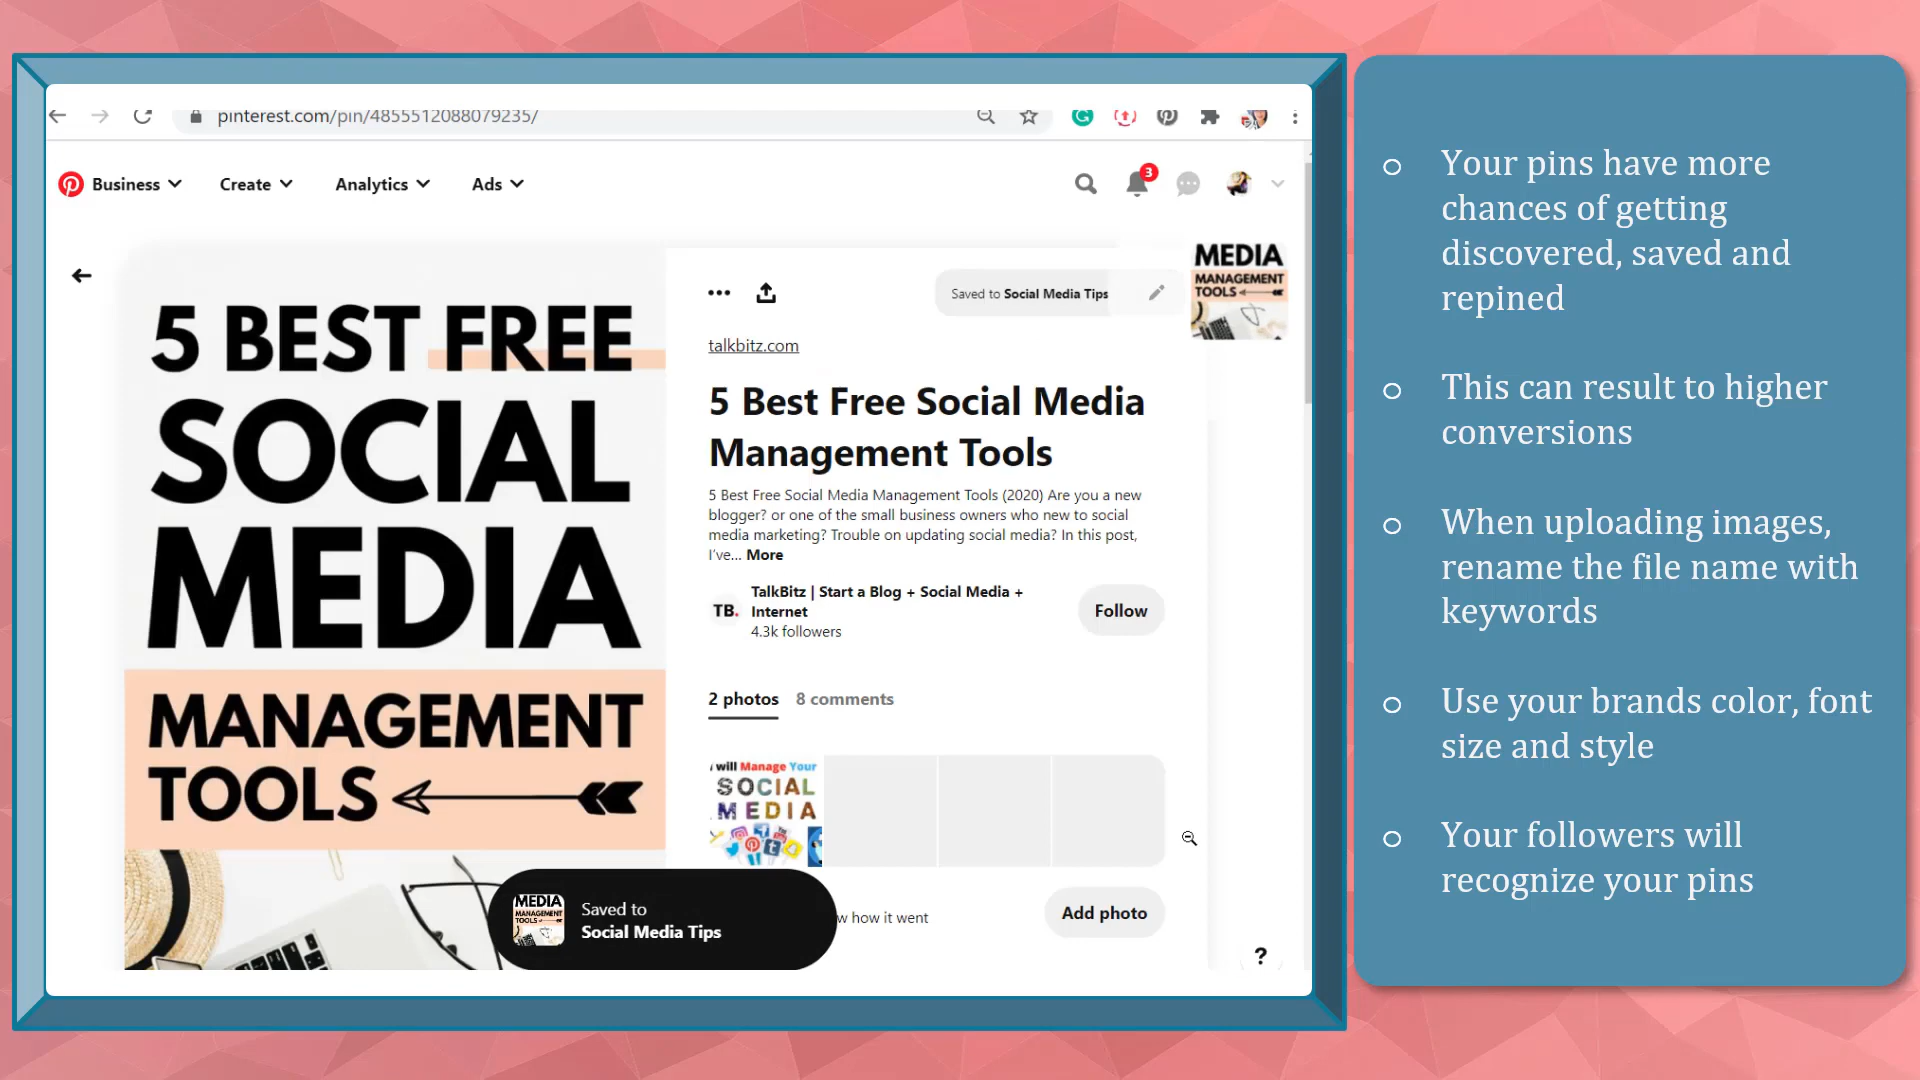 pinterest.com/pin/4855512088079235/
Business
Create
Analytics
Ads
3
5 BEST FREE
SOCIAL
MEDIA
MANAGEMENT
TOOLS
Saved to Social Media Tips
MEDIA
MANAGEMENT
TOOLS
talkbitz.com
5 Best Free Social Media
Management Tools
5 Best Free Social Media Management Tools (2020) Are you a new
blogger? or one of the small business owners who new to social
media marketing? Trouble on updating social media? In this post,
I've... More
TB.
TalkBitz | Start a Blog + Social Media +
Internet
4.3k followers
Follow
2 photos 8 comments
will Manage Your
SOCIAL
MEDIA
MEDIA
MANAGEMENT
TOOLS
Saved to
Social Media Tips
w how it went
Add photo
?
Your pins have more
chances of getting
discovered, saved and
repined
This can result to higher
conversions
When uploading images,
rename the file name with
keywords
Use your brands color, font
size and style
Your followers will
recognize your pins